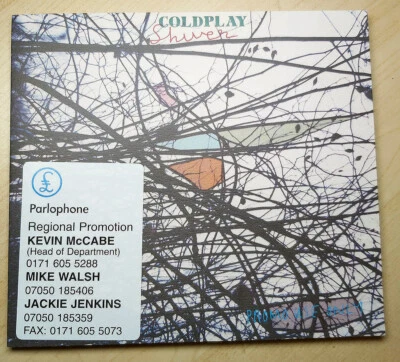 COLDPLAY
Shiver
£
Parlophone
Regional Promotion
KEVIN McCABE
(Head of Department)
0171 605 5288
MIKE WALSH
07050 185406
JACKIE JENKINS
07050 185359
FAX: 0171 605 5073